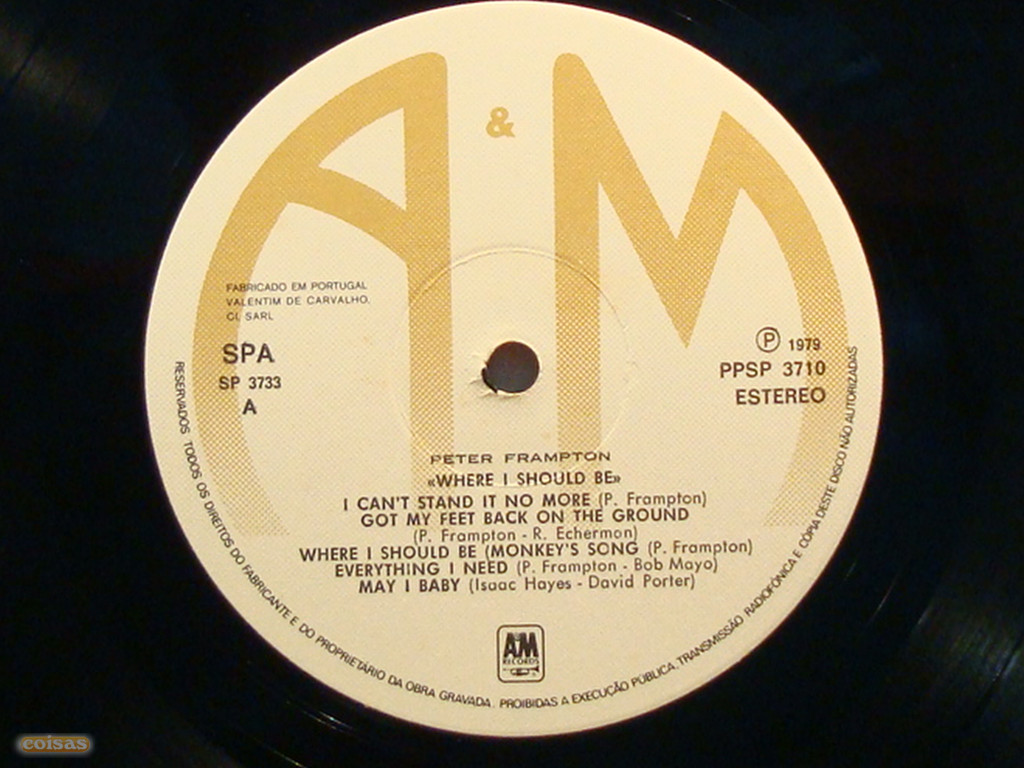 A & M
FABRICADO EM PORTUGAL
VALENTIM DE CARVALHO,
CI. SARL
SPA
SP 3733
A
℗ 1979
PPSP 3710
ESTEREO
PETER FRAMPTON
«WHERE I SHOULD BE»
I CAN'T STAND IT NO MORE (P. Frampton)
GOT MY FEET BACK ON THE GROUND
(P. Frampton - R. Echermon)
WHERE I SHOULD BE (MONKEY'S SONG (P. Frampton)
EVERYTHING I NEED (P. Frampton - Bob Mayo)
MAY I BABY (Isaac Hayes - David Porter)
AM
RECORDS
RESERVADOS TODOS OS DIREITOS DO FABRICANTE E DO PROPRIETÁRIO DA OBRA GRAVADA. PROIBIDAS A EXECUÇÃO PÚBLICA, TRANSMISSÃO RADIOFÓNICA E CÓPIA DESTE DISCO NÃO AUTORIZADAS
coisas